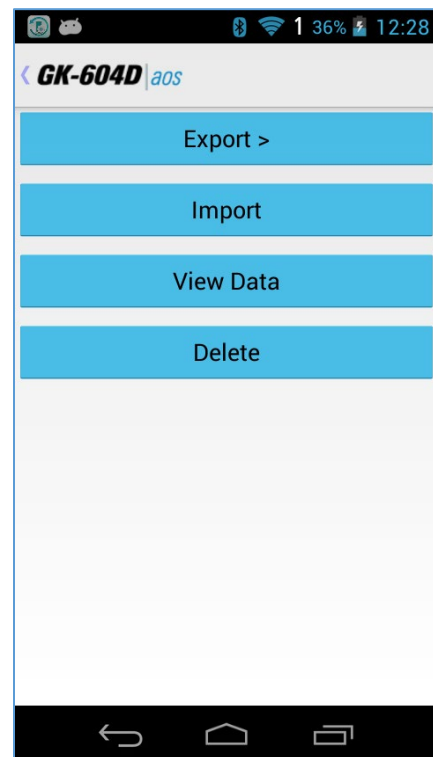 1 36% 12:28
GK-604D aos
Export >
Import
View Data
Delete